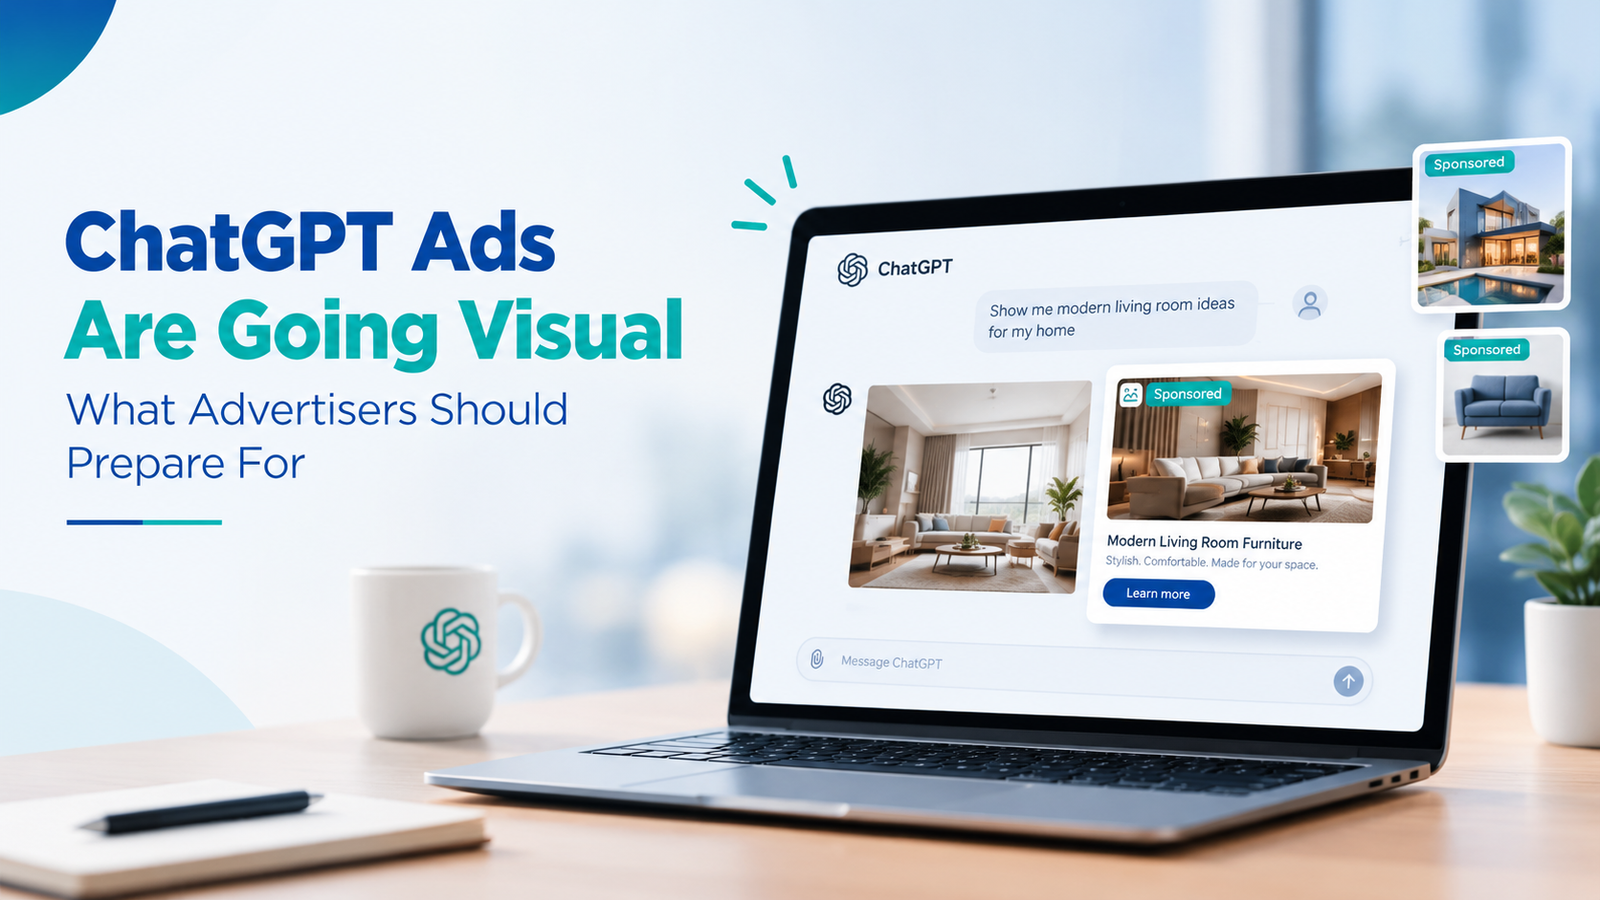 ChatGPT Ads
Are Going Visual
What Advertisers Should
Prepare For
ChatGPT
Show me modern living room ideas
for my home
Sponsored
Modern Living Room Furniture
Stylish. Comfortable. Made for your space.
Learn more
Message ChatGPT
Sponsored
Sponsored